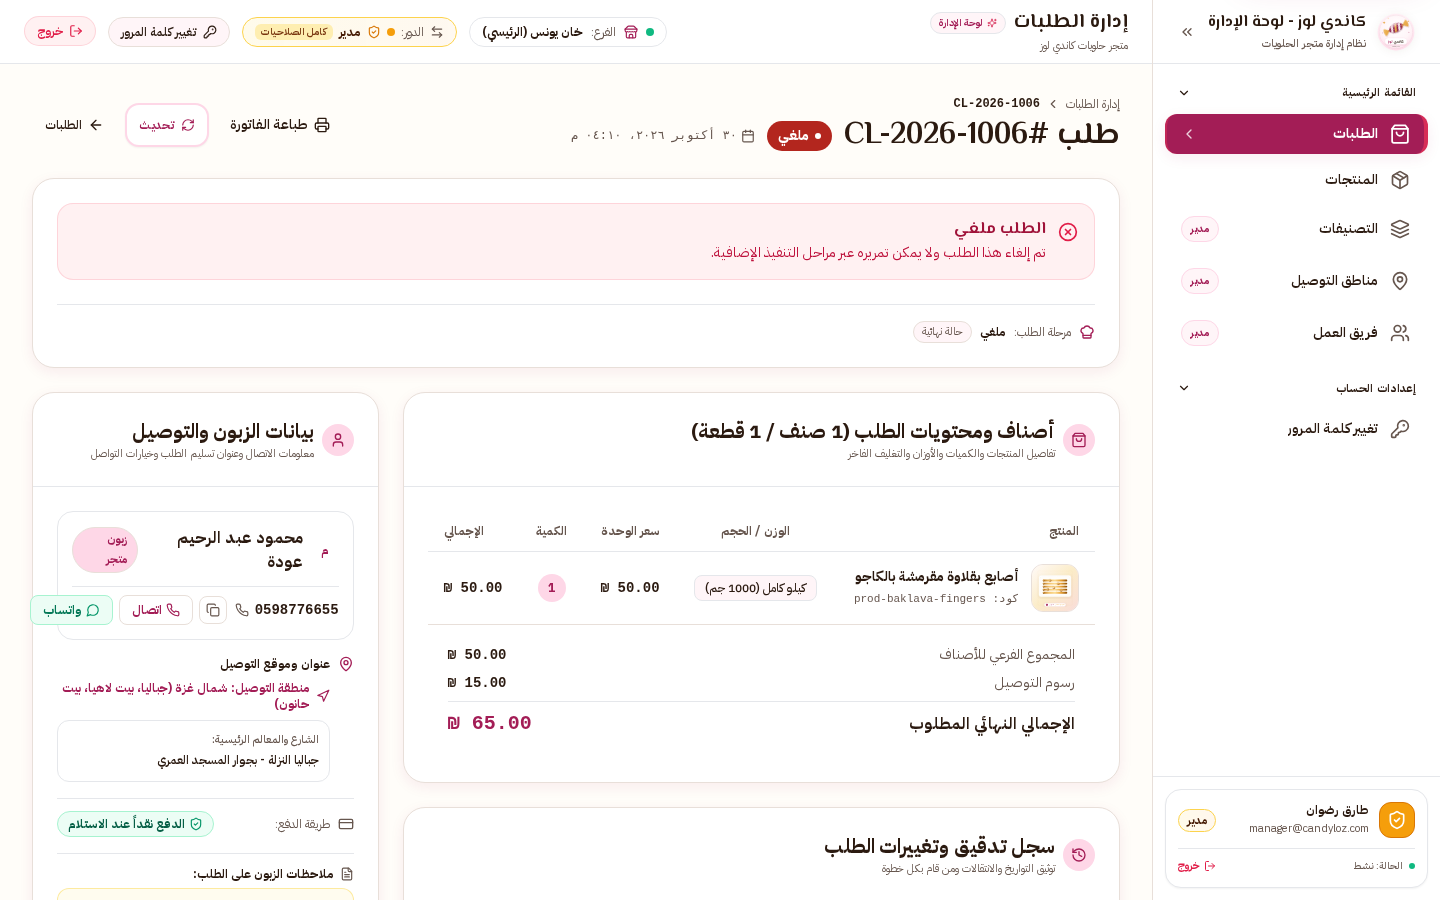 كاندي لوز - لوحة الإدارة
نظام إدارة متجر الحلويات
القائمة الرئيسية
الطلبات
المنتجات
التصنيفات
مدير
مناطق التوصيل
مدير
فريق العمل
مدير
إعدادات الحساب
تغيير كلمة المرور
طارق رضوان
manager@candyloz.com
مدير
الحالة: نشط
خروج
إدارة الطلبات
لوحة الإدارة
متجر حلويات كاندي لوز
الفرع: خان يونس (الرئيسي)
الدور: مدير كامل الصلاحيات
تغيير كلمة المرور
خروج
إدارة الطلبات
CL-2026-1006
طلب #CL-2026-1006
ملغي
٣٠ أكتوبر ٢٠٢٦، ٠٤:١٠ م
طباعة الفاتورة
تحديث
الطلبات
الطلب ملغي
تم إلغاء هذا الطلب ولا يمكن تمريره عبر مراحل التنفيذ الإضافية.
مرحلة الطلب: ملغي حالة نهائية
أصناف ومحتويات الطلب (1 صنف / 1 قطعة)
تفاصيل المنتجات والكميات والأوزان والتغليف الفاخر
المنتج الوزن / الحجم سعر الوحدة الكمية الإجمالي
أصابع بقلاوة مقرمشة بالكاجو
كود: prod-baklava-fingers
كيلو كامل (1000 جم)
50.00 ₪
1
50.00 ₪
المجموع الفرعي للأصناف 50.00 ₪
رسوم التوصيل 15.00 ₪
الإجمالي النهائي المطلوب 65.00 ₪
سجل تدقيق وتغييرات الطلب
توثيق التواريخ والانتقالات ومن قام بكل خطوة
بيانات الزبون والتوصيل
معلومات الاتصال وعنوان تسليم الطلب وخيارات التواصل
م
محمود عبد الرحيم
عودة
زبون
متجر
0598776655
اتصال
واتساب
عنوان وموقع التوصيل
منطقة التوصيل: شمال غزة (جباليا، بيت لاهيا، بيت
حانون)
الشارع والمعالم الرئيسية:
جباليا النزلة - بجوار المسجد العمري
طريقة الدفع:
الدفع نقداً عند الاستلام
ملاحظات الزبون على الطلب: